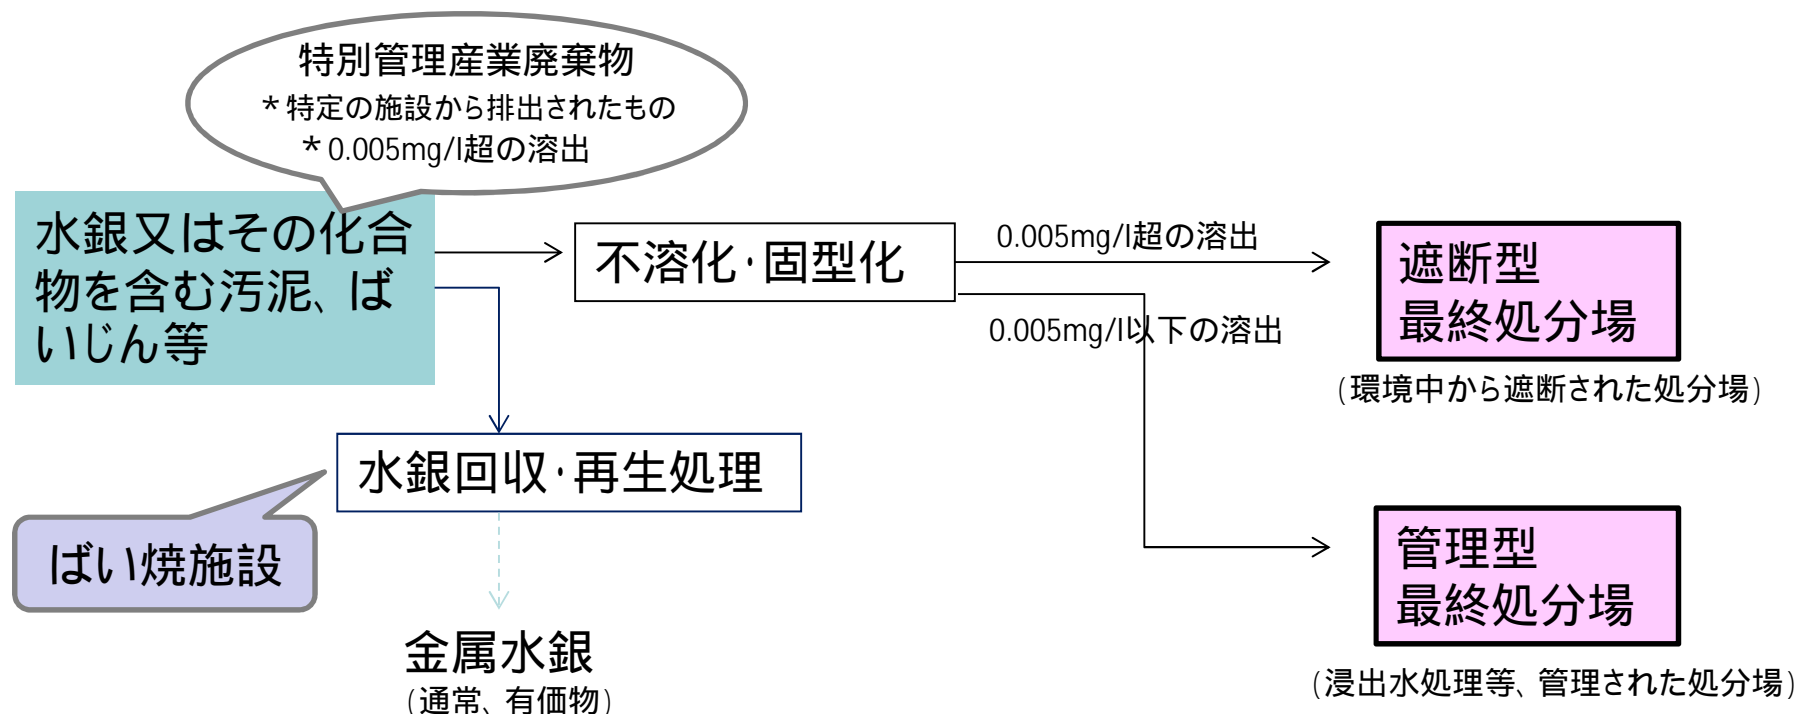 特別管理産業廃棄物
*特定の施設から排出されたもの
*0.005mg/l超の溶出
水銀又はその化合
物を含む汚泥、ば
いじん等
不溶化・固型化
0.005mg/l超の溶出
0.005mg/l以下の溶出
遮断型
最終処分場
(環境中から遮断された処分場)
水銀回収・再生処理
ばい焼施設
管理型
最終処分場
(浸出水処理等、管理された処分場)
金属水銀
(通常、有価物)